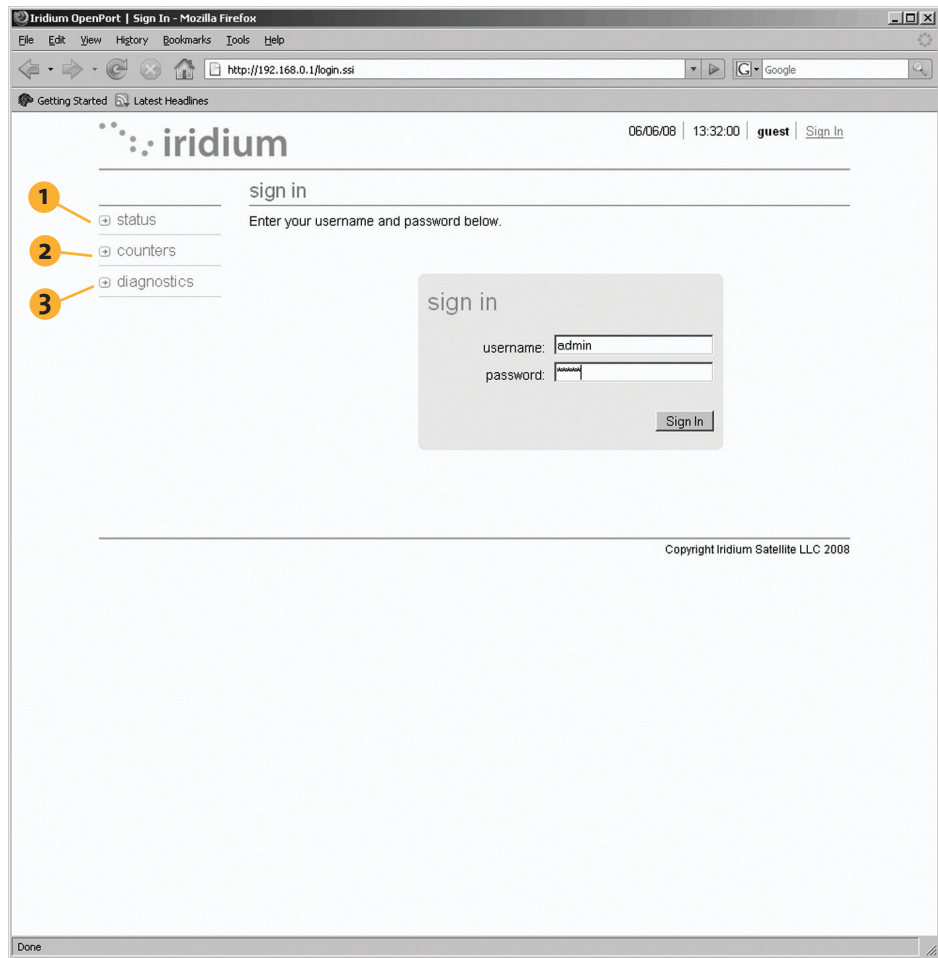 Iridium OpenPort | Sign In - Mozilla Firefox
File Edit View History Bookmarks Tools Help
http://192.168.0.1/login.ssi
G Google
Getting Started Latest Headlines
iridium
06/06/08 13:32:00 guest Sign In
sign in
1
status
Enter your username and password below.
2
counters
3
diagnostics
sign in
username: admin
password: *****
Sign In
Copyright Iridium Satellite LLC 2008
Done